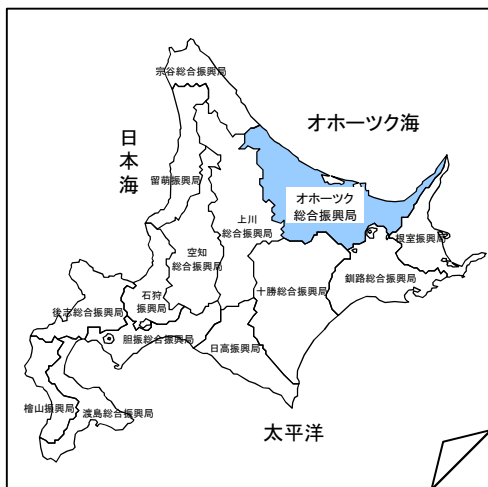 宗谷総合振興局
オホーツク海
日本海
留萌振興局
オホーツク
総合振興局
上川
総合振興局
根室振興局
空知
総合振興局
釧路総合振興局
十勝総合振興局
石狩
振興局
後志総合振興局
胆振総合振興局
日高振興局
檜山振興局
渡島総合振興局
太平洋